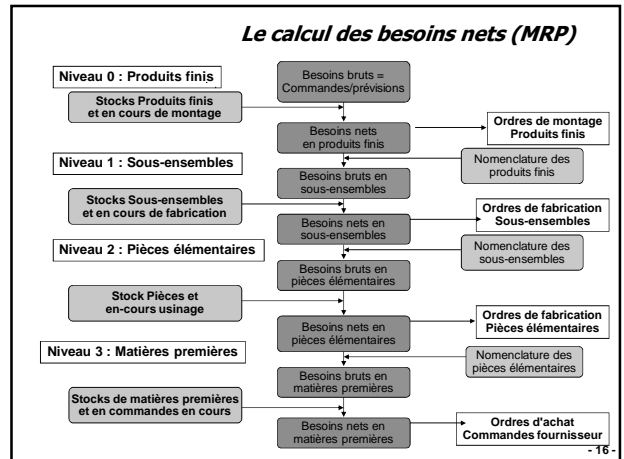 Le calcul des besoins nets (MRP)
Niveau 0 : Produits finis
Besoins bruts =
Commandes/prévisions
Stocks Produits finis
et en cours de montage
Ordres de montage
Produits finis
Besoins nets
en produits finis
Niveau 1 : Sous-ensembles
Nomenclature des
produits finis
Besoins bruts en
sous-ensembles
Stocks Sous-ensembles
et en cours de fabrication
Ordres de fabrication
Sous-ensembles
Besoins nets en
sous-ensembles
Niveau 2 : Pièces élémentaires
Nomenclature des
sous-ensembles
Besoins bruts en
pièces élémentaires
Stock Pièces et
en-cours usinage
Ordres de fabrication
Pièces élémentaires
Besoins nets en
pièces élémentaires
Niveau 3 : Matières premières
Nomenclature des
pièces élémentaires
Besoins bruts en
matières premières
Stocks de matières premières
et en commandes en cours
Ordres d'achat
Commandes fournisseur
Besoins nets en
matières premières
- 16 -